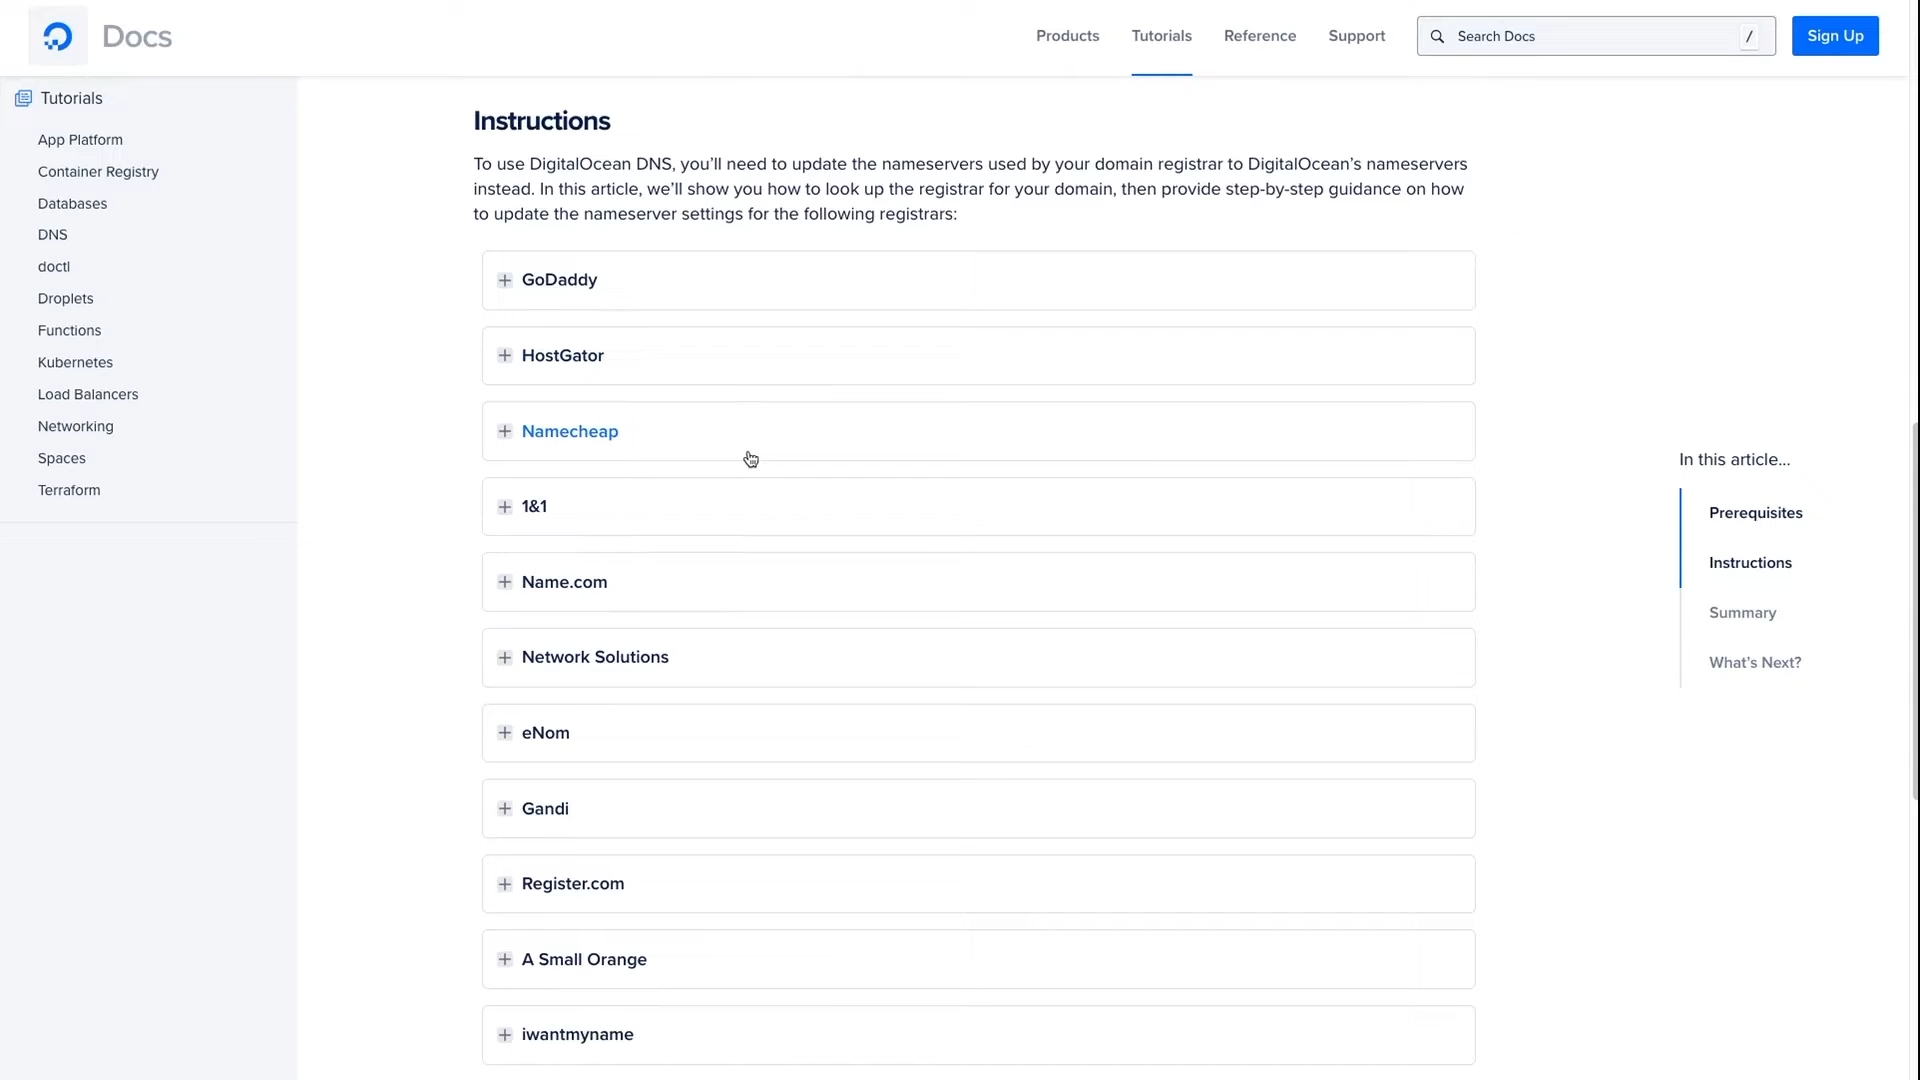 Docs
Products
Tutorials
Reference
Support
Search Docs
/
Sign Up
Tutorials
App Platform
Container Registry
Databases
DNS
doctl
Droplets
Functions
Kubernetes
Load Balancers
Networking
Spaces
Terraform
Instructions
To use DigitalOcean DNS, you’ll need to update the nameservers used by your domain registrar to DigitalOcean’s nameservers
instead. In this article, we’ll show you how to look up the registrar for your domain, then provide step-by-step guidance on how
to update the nameserver settings for the following registrars:
GoDaddy
HostGator
Namecheap
1&1
Name.com
Network Solutions
eNom
Gandi
Register.com
A Small Orange
iwantmyname
In this article...
Prerequisites
Instructions
Summary
What’s Next?